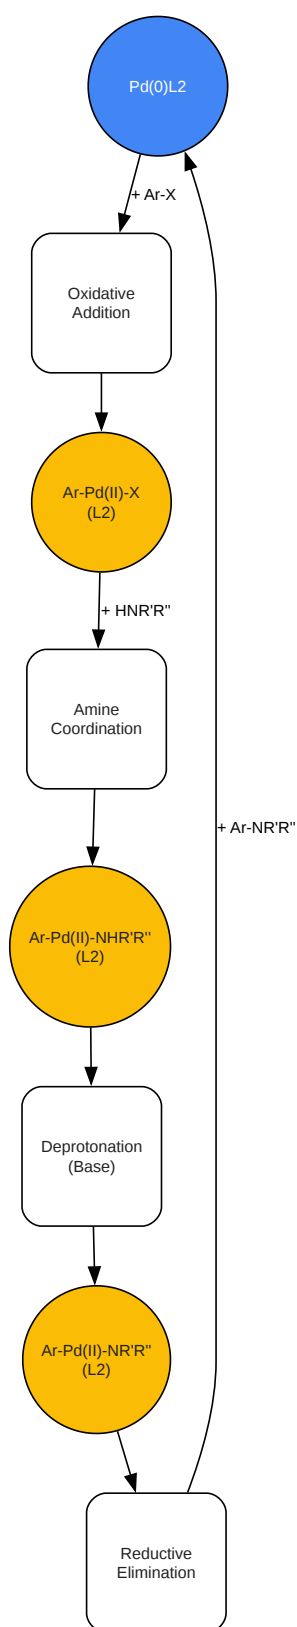 Pd(0)L2
+ Ar-X
Oxidative
Addition
Ar-Pd(II)-X
(L2)
+ HNR'R"
Amine
Coordination
+ Ar-NR'R"
Ar-Pd(II)-NHR'R''
(L2)
Deprotonation
(Base)
Ar-Pd(II)-NR'R"
(L2)
Reductive
Elimination